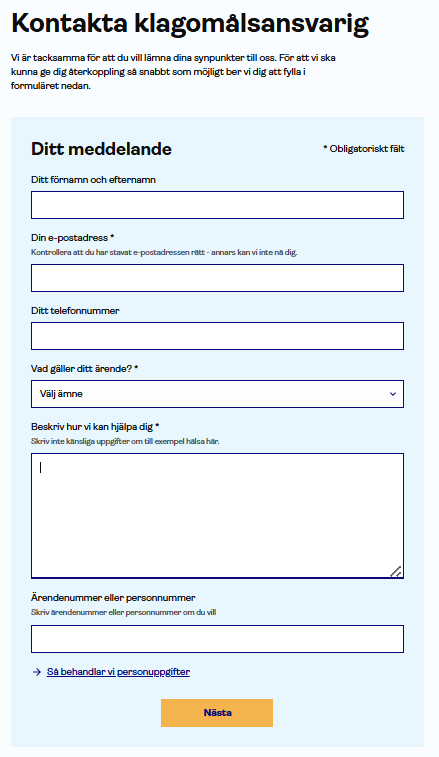 Kontakta klagomålsansvarig
Vi är tacksamma för att du vill lämna dina synpunkter till oss. För att vi ska
kunna ge dig återkoppling så snabbt som möjligt ber vi dig att fylla i
formuläret nedan.
Ditt meddelande
* Obligatoriskt fält
Ditt förnamn och efternamn
Din e-postadress *
Kontrollera att du har stavat e-postadressen rätt - annars kan vi inte nå dig.
Ditt telefonnummer
Vad gäller ditt ärende? *
Välj ämne
Beskriv hur vi kan hjälpa dig *
Skriv inte känsliga uppgifter om till exempel hälsa här.
Ärendenummer eller personnummer
Skriv ärendenummer eller personnummer om du vill
Så behandlar vi personuppgifter
Nästa